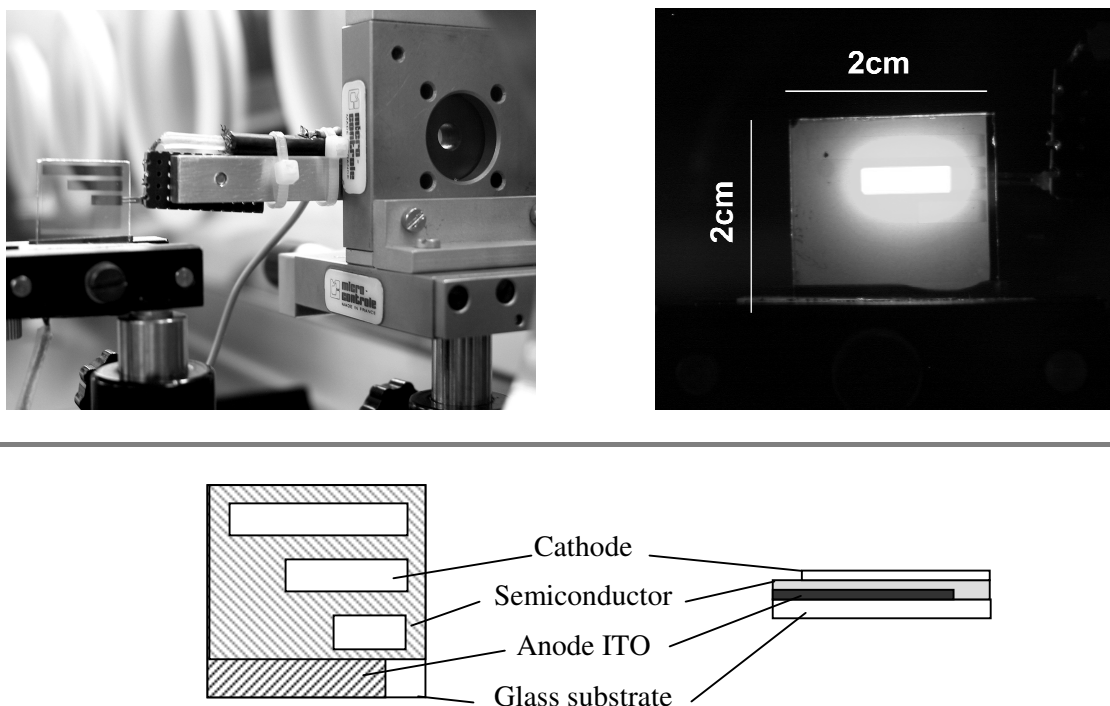 micro-
controle
MADE IN FRANCE
micro-
controle
2cm
2cm
Cathode
Semiconductor
Anode ITO
Glass substrate